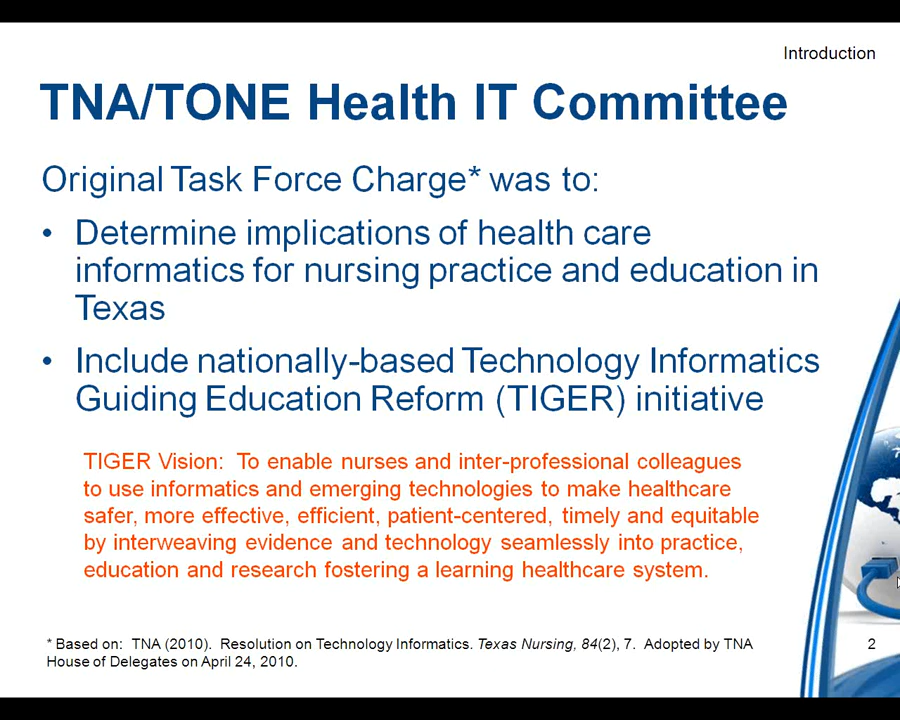 Introduction
TNA/TONE Health IT Committee
Original Task Force Charge* was to:
• Determine implications of health care
informatics for nursing practice and education in
Texas
• Include nationally-based Technology Informatics
Guiding Education Reform (TIGER) initiative
TIGER Vision: To enable nurses and inter-professional colleagues
to use informatics and emerging technologies to make healthcare
safer, more effective, efficient, patient-centered, timely and equitable
by interweaving evidence and technology seamlessly into practice,
education and research fostering a learning healthcare system.
* Based on: TNA (2010). Resolution on Technology Informatics. Texas Nursing, 84(2), 7. Adopted by TNA
House of Delegates on April 24, 2010.
2